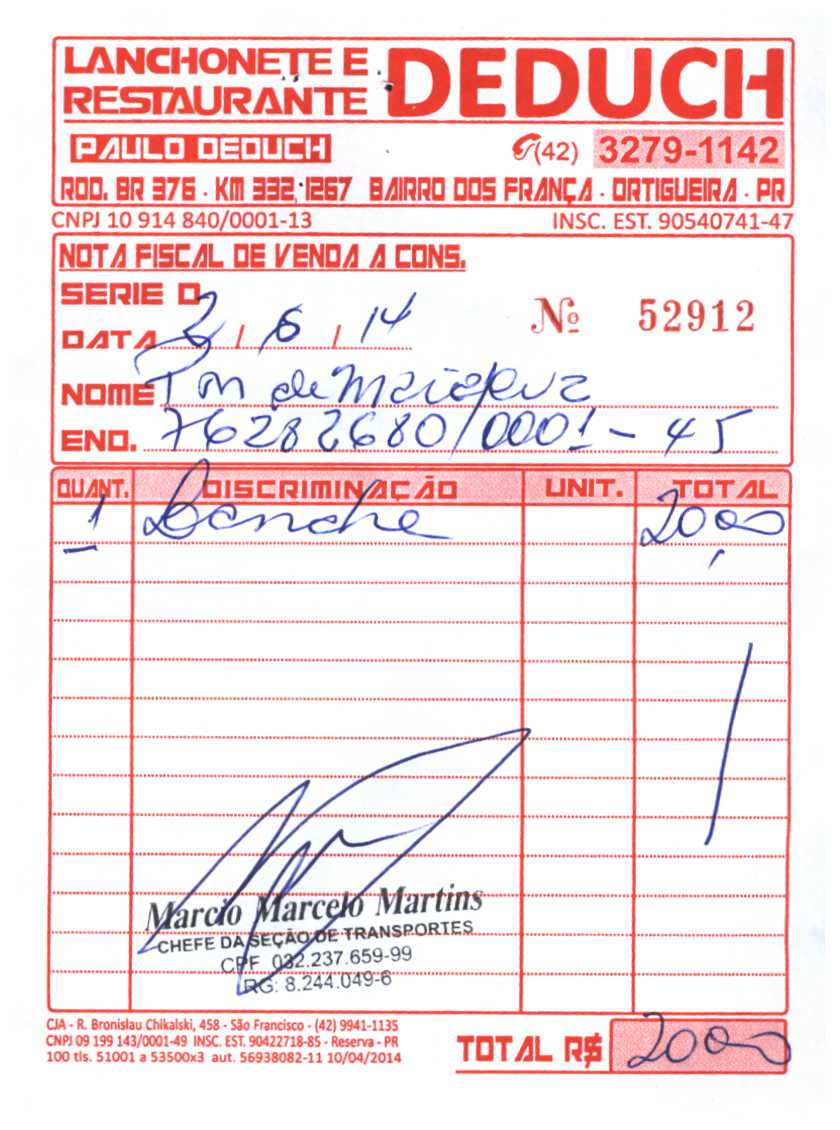 LANCHONETE E
RESTAURANTE DEDUCH
PAULO DEDUCH (42) 3279-1142
ROD. BR 376 - KM 332, 1267 BAIRRO DOS FRANÇA - ORTIGUEIRA - PR
CNPJ 10 914 840/0001-13 INSC. EST. 90540741-47
NOTA FISCAL DE VENDA A CONS.
SERIE D
Nº 52912
DATA 2 / 6 / 14
NOME P M de
END. 76282680/0001-45
QUANT. DISCRIMINAÇÃO UNIT. TOTAL
1 Lanche 20,00
Marcio Marcelo Martins
CHEFE DA SEÇÃO DE TRANSPORTES
CPF 032.237.659-99
RG: 8.244.049-6
CJA - R. Bronislau Chikalski, 458 - São Francisco - (42) 9941-1135
CNPJ 09 199 143/0001-49 INSC. EST. 90422718-85 - Reserva - PR
100 tls. 51001 a 53500x3 aut. 56938082-11 10/04/2014
TOTAL R$ 2000